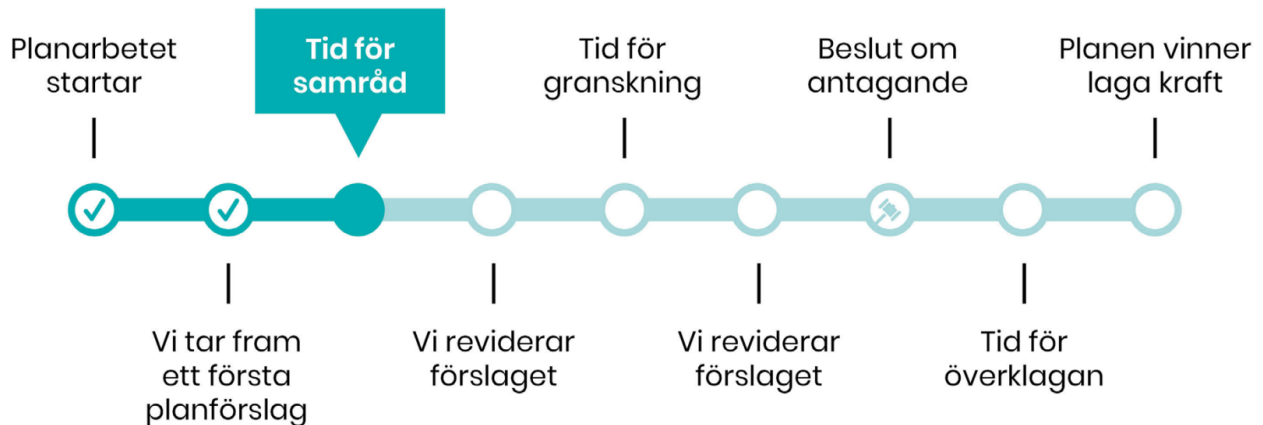 Planarbetet
startar
Vi tar fram
ett första
planförslag
Tid för
samråd
Vi reviderar
förslaget
Tid för
granskning
Vi reviderar
förslaget
Beslut om
antagande
Tid för
överklagan
Planen vinner
laga kraft